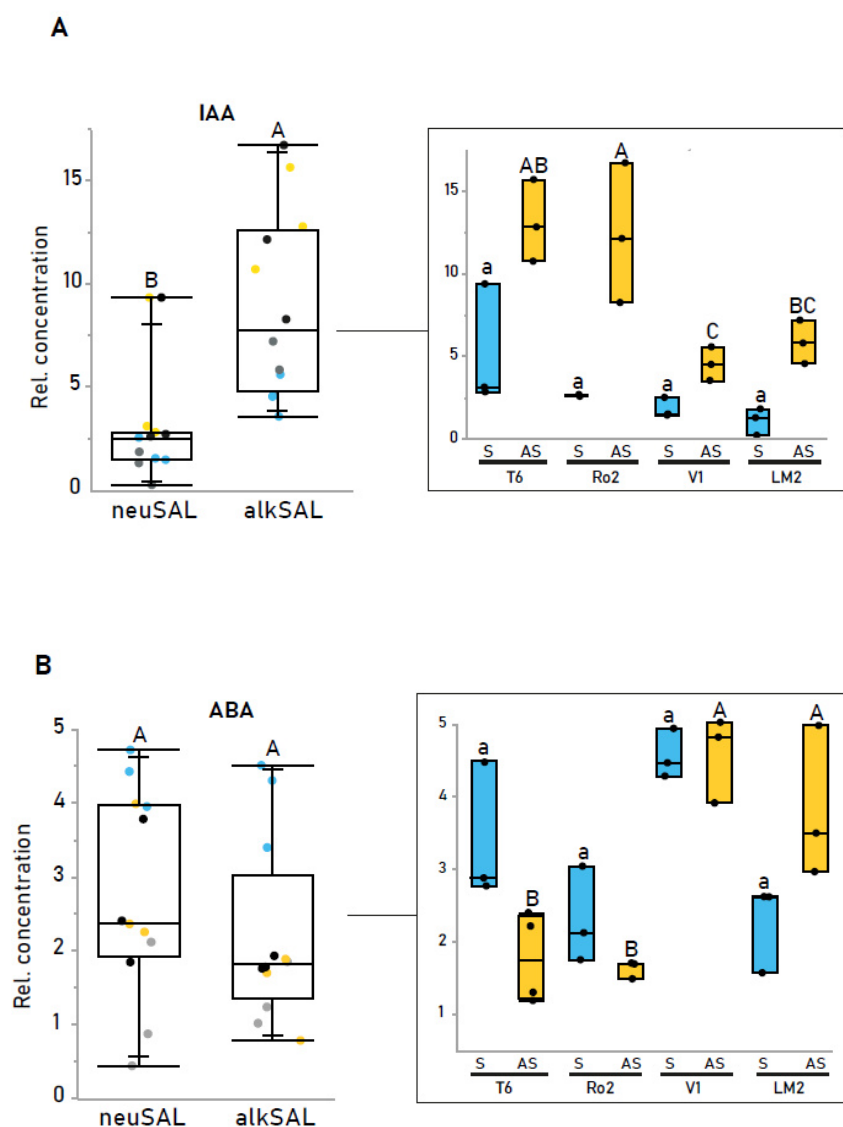 A
IAA
Rel. concentration
15
10
5
0
B
A
neuSAL
alkSAL
15
10
5
0
a
AB
a
A
a
C
a
BC
S
AS
S
AS
S
AS
S
AS
T6
Ro2
V1
LM2
B
ABA
Rel. concentration
5
4
3
2
1
0
A
A
neuSAL
alkSAL
5
4
3
2
1
a
B
a
B
a
A
a
A
S
AS
S
AS
S
AS
S
AS
T6
Ro2
V1
LM2